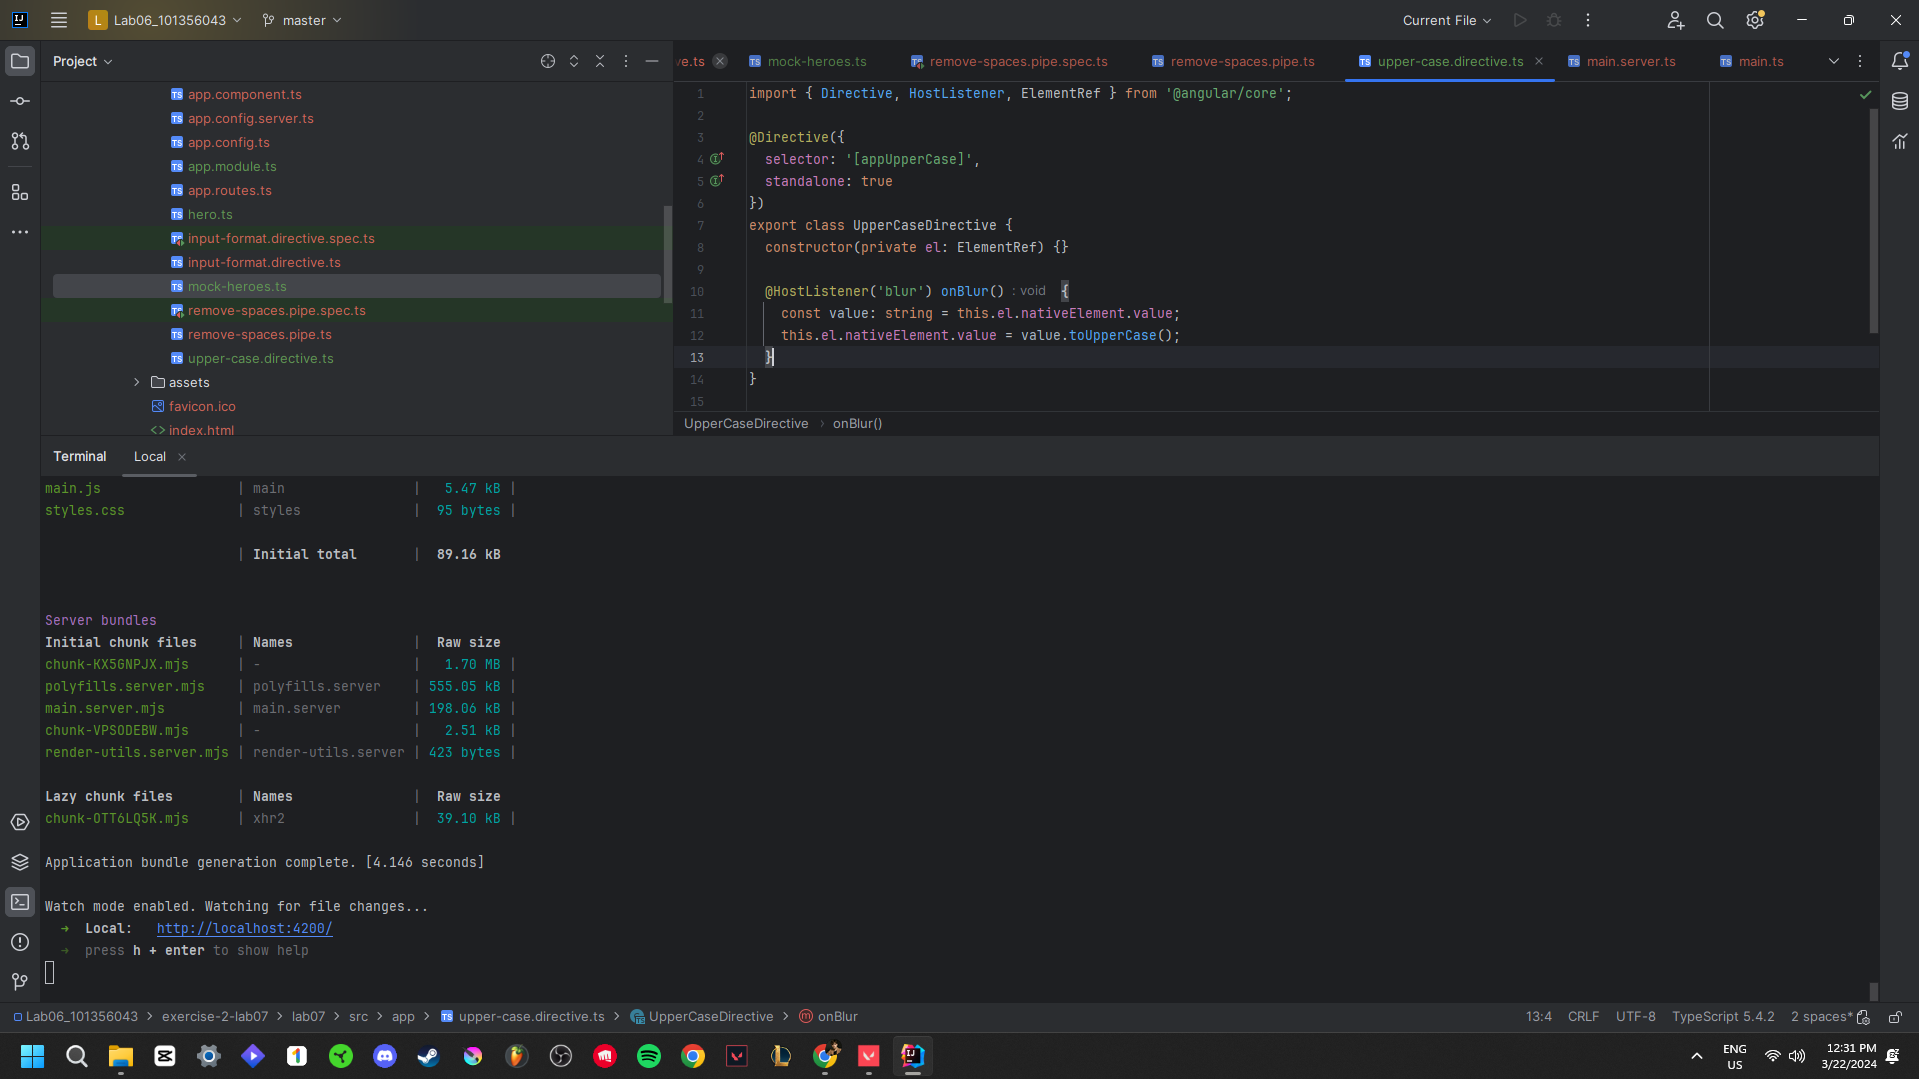 L Lab06_101356043 master Current File
Project
app.component.ts
app.config.server.ts
app.config.ts
app.module.ts
app.routes.ts
hero.ts
input-format.directive.spec.ts
input-format.directive.ts
mock-heroes.ts
remove-spaces.pipe.spec.ts
remove-spaces.pipe.ts
upper-case.directive.ts
assets
favicon.ico
index.html
ve.ts mock-heroes.ts remove-spaces.pipe.spec.ts remove-spaces.pipe.ts upper-case.directive.ts main.server.ts main.ts
1 import { Directive, HostListener, ElementRef } from '@angular/core';
2
3 @Directive({
4 selector: '[appUpperCase]',
5 standalone: true
6 })
7 export class UpperCaseDirective {
8 constructor(private el: ElementRef) {}
9
10 @HostListener('blur') onBlur() : void {
11 const value: string = this.el.nativeElement.value;
12 this.el.nativeElement.value = value.toUpperCase();
13 }
14 }
15
UpperCaseDirective › onBlur()
Terminal Local
main.js | main | 5.47 kB |
styles.css | styles | 95 bytes |
| Initial total | 89.16 kB
Server bundles
Initial chunk files | Names | Raw size
chunk-KX5GNPJX.mjs | - | 1.70 MB |
polyfills.server.mjs | polyfills.server | 555.05 kB |
main.server.mjs | main.server | 198.06 kB |
chunk-VPSODEBW.mjs | - | 2.51 kB |
render-utils.server.mjs | render-utils.server | 423 bytes |
Lazy chunk files | Names | Raw size
chunk-OTT6LQ5K.mjs | xhr2 | 39.10 kB |
Application bundle generation complete. [4.146 seconds]
Watch mode enabled. Watching for file changes...
➜ Local: http://localhost:4200/
➜ press h + enter to show help
Lab06_101356043 › exercise-2-lab07 › lab07 › src › app › upper-case.directive.ts › UpperCaseDirective › onBlur 13:4 CRLF UTF-8 TypeScript 5.4.2 2 spaces*
ENG
US
12:31 PM
3/22/2024